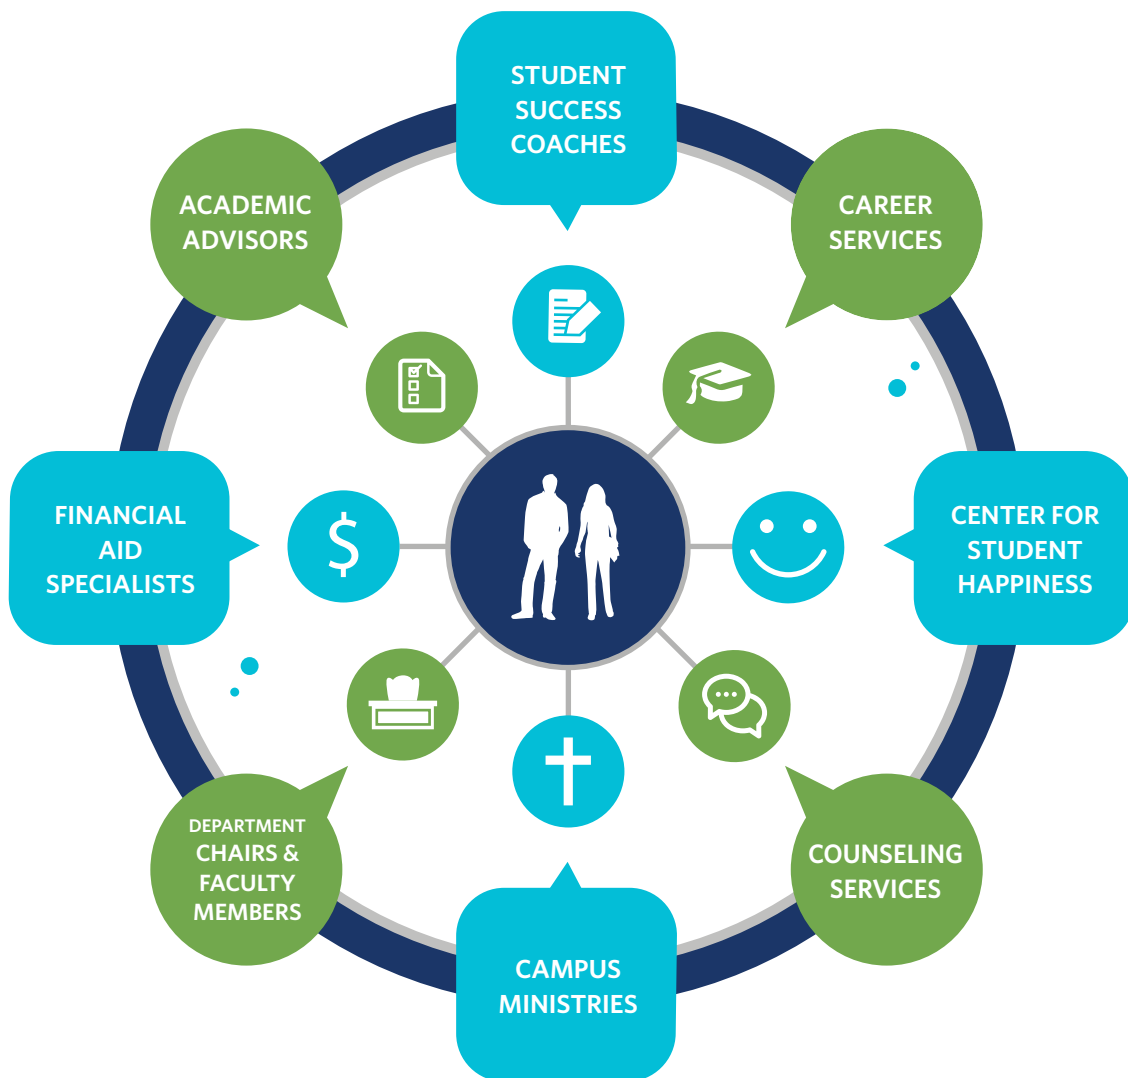 STUDENT
SUCCESS
COACHES
ACADEMIC
ADVISORS
CAREER
SERVICES
FINANCIAL
AID
SPECIALISTS
$
CENTER FOR
STUDENT
HAPPINESS
DEPARTMENT
CHAIRS &
FACULTY
MEMBERS
COUNSELING
SERVICES
CAMPUS
MINISTRIES